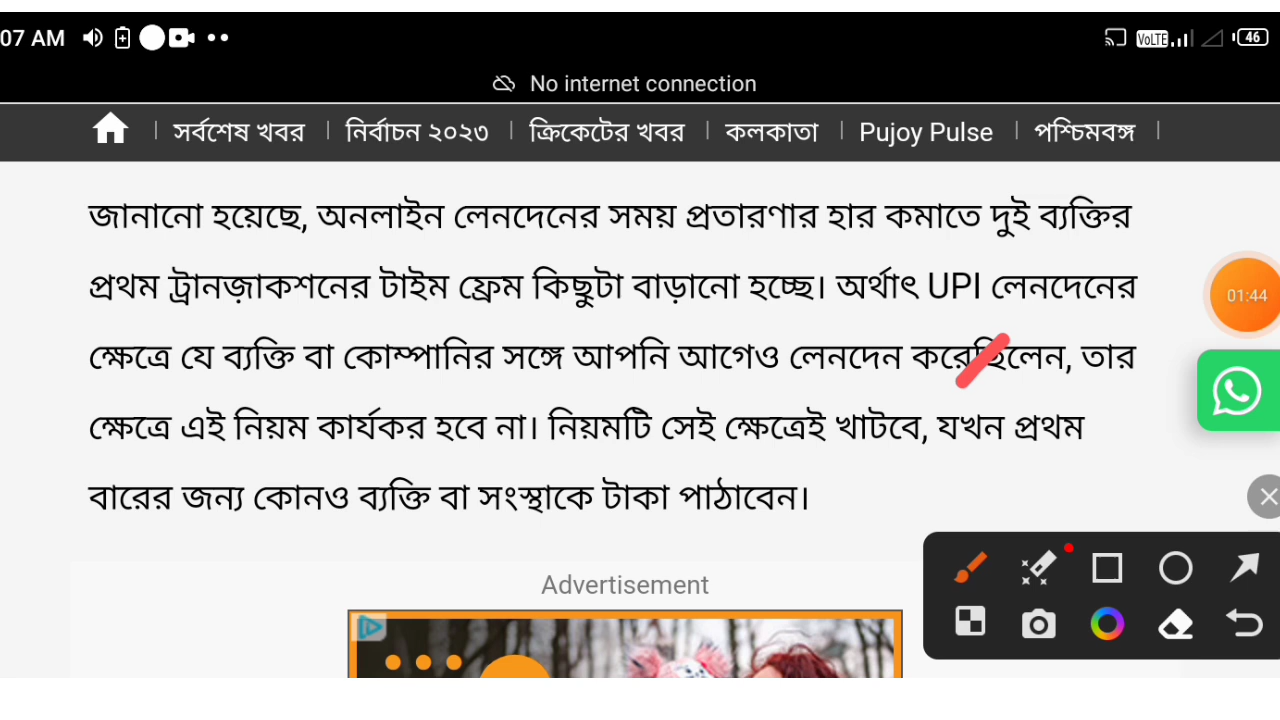 07 AM
VoLTE
46
No internet connection
সর্বশেষ খবর | নির্বাচন ২০২৩ | ক্রিকেটের খবর | কলকাতা | Pujoy Pulse | পশ্চিমবঙ্গ |
জানানো হয়েছে, অনলাইন লেনদেনের সময় প্রতারণার হার কমাতে দুই ব্যক্তির
প্রথম ট্রানজ়াকশনের টাইম ফ্রেম কিছুটা বাড়ানো হচ্ছে। অর্থাৎ UPI লেনদেনের
01:44
ক্ষেত্রে যে ব্যক্তি বা কোম্পানির সঙ্গে আপনি আগেও লেনদেন করেছিলেন, তার
ক্ষেত্রে এই নিয়ম কার্যকর হবে না। নিয়মটি সেই ক্ষেত্রেই খাটবে, যখন প্রথম
বারের জন্য কোনও ব্যক্তি বা সংস্থাকে টাকা পাঠাবেন।
Advertisement